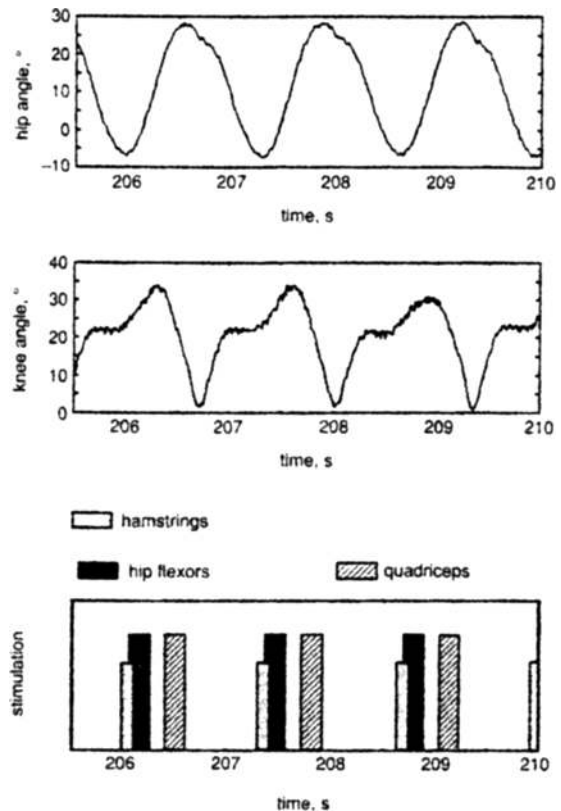 30
20
10
0
-10
hip angle, °
206 207 208 209 210
time, s
40
30
20
10
0
knee angle, °
206 207 208 209 210
time, s
hamstrings
hip flexors quadriceps
stimulation
206 207 208 209 210
time, s